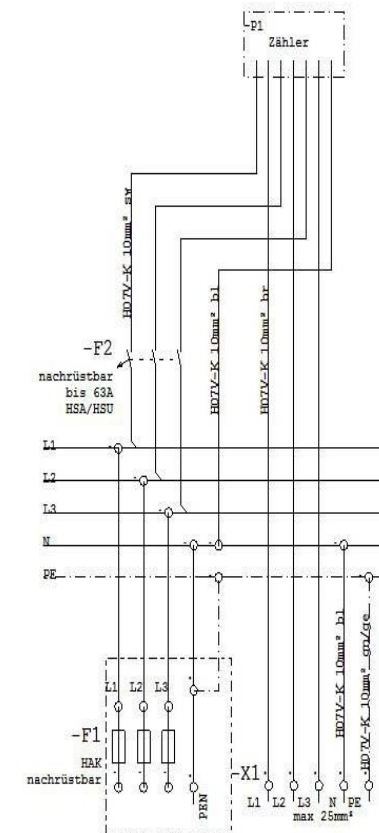 -P1
Zähler
H07V-K 10mm² sw
H07V-K 10mm² bl
H07V-K 10mm² br
-F2
nachrüstbar
bis 63A
HSA/HSU
L1
L2
L3
N
PE
H07V-K 10mm² bl
H07V-K 10mm² gn/ge
L1 L2 L3
-F1
HAK
nachrüstbar
PEN
-X1
L1 L2 L3 N PE
max 25mm²